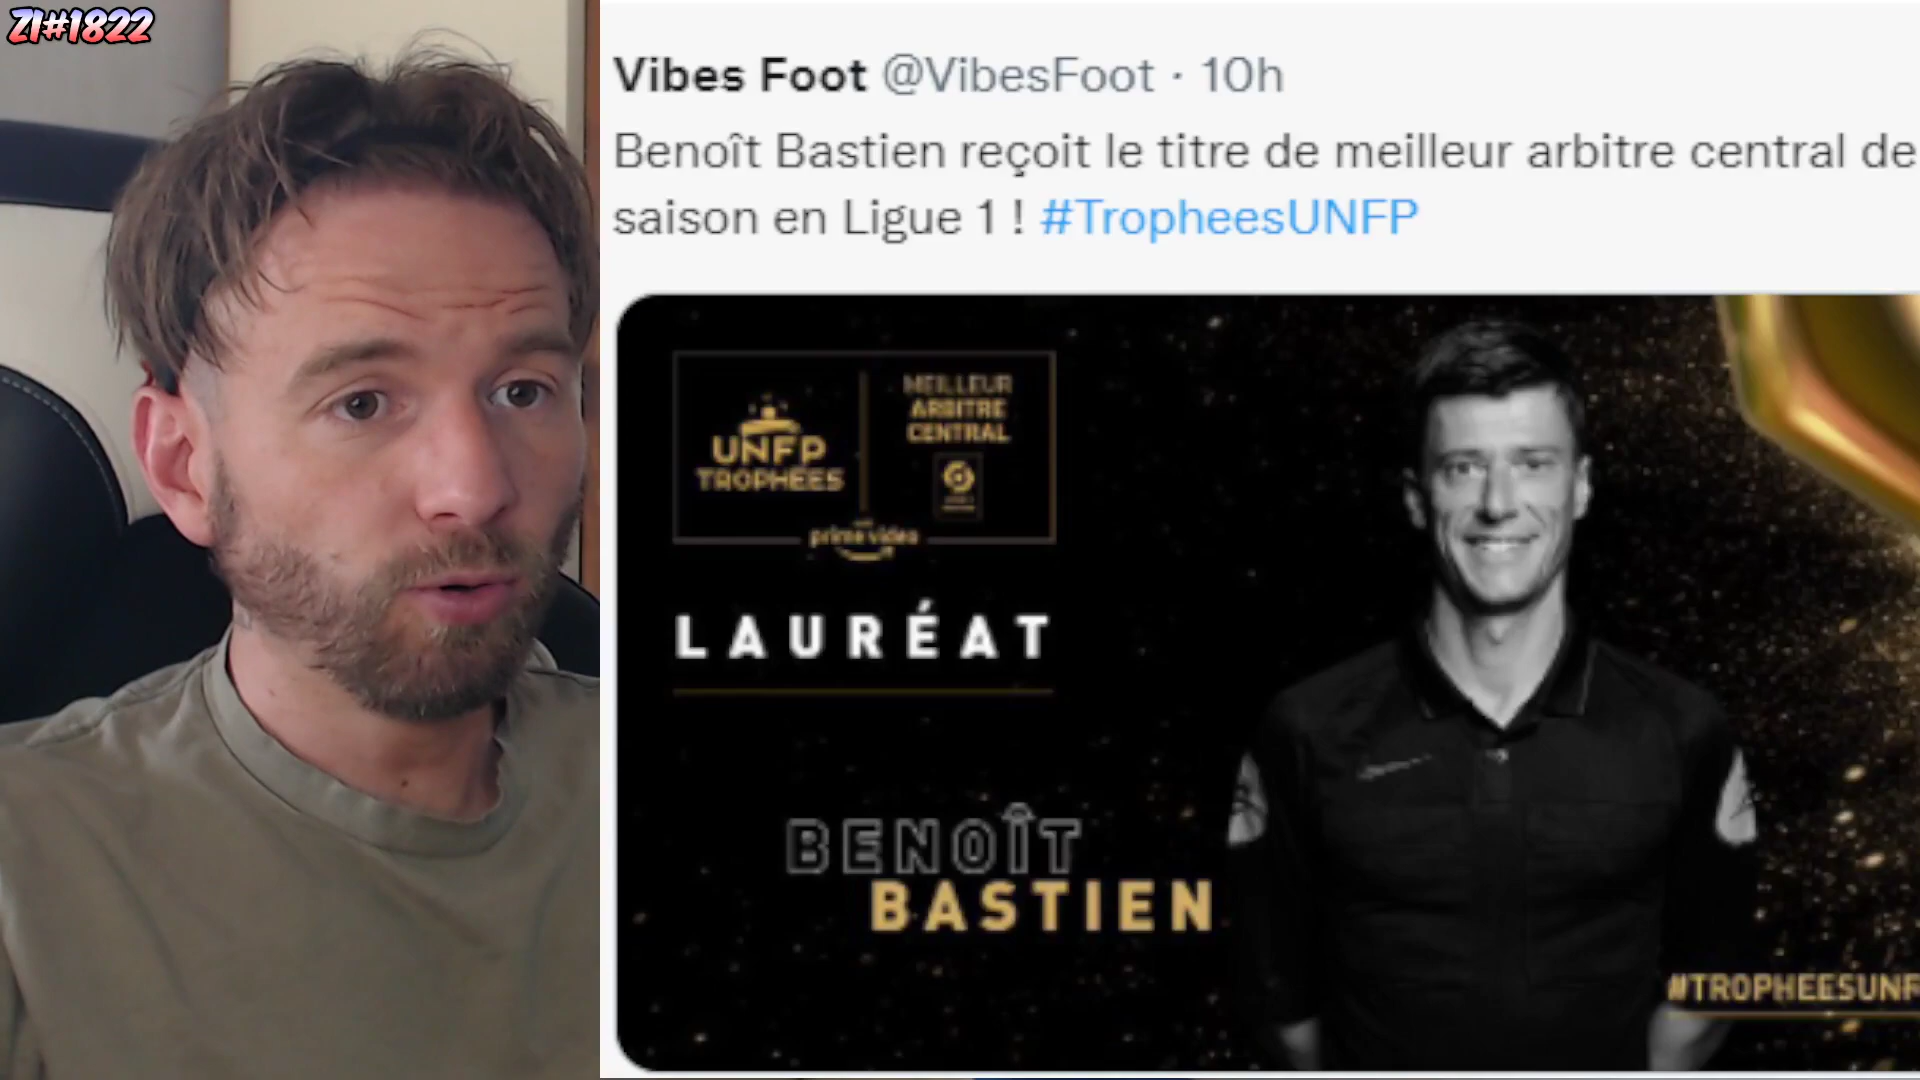 ZI#1822
Vibes Foot @VibesFoot · 10h
Benoît Bastien reçoit le titre de meilleur arbitre central de
saison en Ligue 1 ! #TropheesUNFP
MEILLEUR
ARBITRE
CENTRAL
UNFP
TROPHÉES
prime video
LAURÉAT
BENOÎT
BASTIEN
#TROPHEESUNF